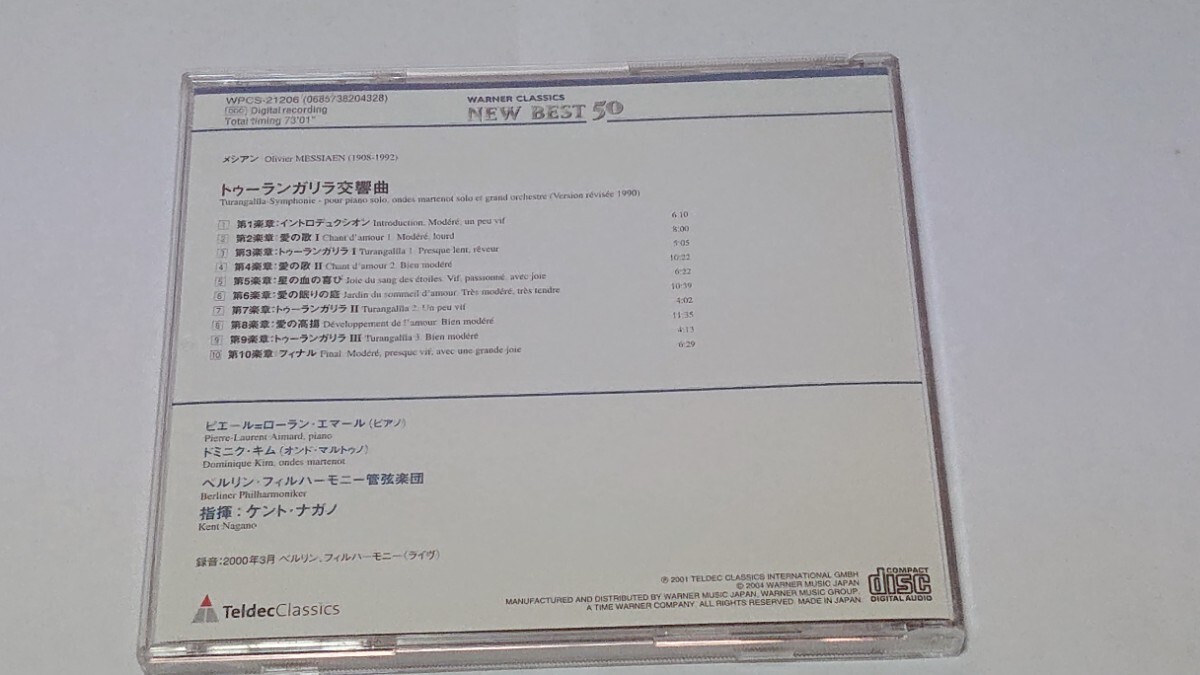 WPCS-21206 (0685738204328)
DDD Digital recording
Total timing 73'01"
WARNER CLASSICS
NEW BEST 50
メシアン Olivier MESSIAEN (1908-1992)
トゥーランガリラ交響曲
Turangalîla-Symphonie - pour piano solo, ondes martenot solo et grand orchestre (Version révisée 1990)
1 第1楽章:イントロデュクシオン Introduction. Modéré, un peu vif 6:10
2 第2楽章:愛の歌 I Chant d'amour 1. Modéré, lourd 8:00
3 第3楽章:トゥーランガリラ I Turangalîla 1. Presque lent, rêveur 5:05
4 第4楽章:愛の歌 II Chant d'amour 2. Bien modéré 10:22
5 第5楽章:星の血の喜び Joie du sang des étoiles. Vif, passionné, avec joie 6:22
6 第6楽章:愛の眠りの庭 Jardin du sommeil d'amour. Très modéré, très tendre 10:39
7 第7楽章:トゥーランガリラ II Turangalîla 2. Un peu vif 4:02
8 第8楽章:愛の高揚 Développement de l'amour. Bien modéré 11:35
9 第9楽章:トゥーランガリラ III Turangalîla 3. Bien modéré 4:13
10 第10楽章:フィナル Final. Modéré, presque vif, avec une grande joie 6:29
ピエール=ローラン・エマール(ピアノ)
Pierre-Laurent Aimard, piano
ドミニク・キム(オンド・マルトゥノ)
Dominique Kim, ondes martenot
ベルリン・フィルハーモニー管弦楽団
Berliner Philharmoniker
指揮:ケント・ナガノ
Kent Nagano
録音:2000年3月 ベルリン、フィルハーモニー(ライヴ)
TeldecClassics
℗ 2001 TELDEC CLASSICS INTERNATIONAL GMBH
© 2004 WARNER MUSIC JAPAN
MANUFACTURED AND DISTRIBUTED BY WARNER MUSIC JAPAN, WARNER MUSIC GROUP,
A TIME WARNER COMPANY. ALL RIGHTS RESERVED. MADE IN JAPAN.
COMPACT
disc
DIGITAL AUDIO